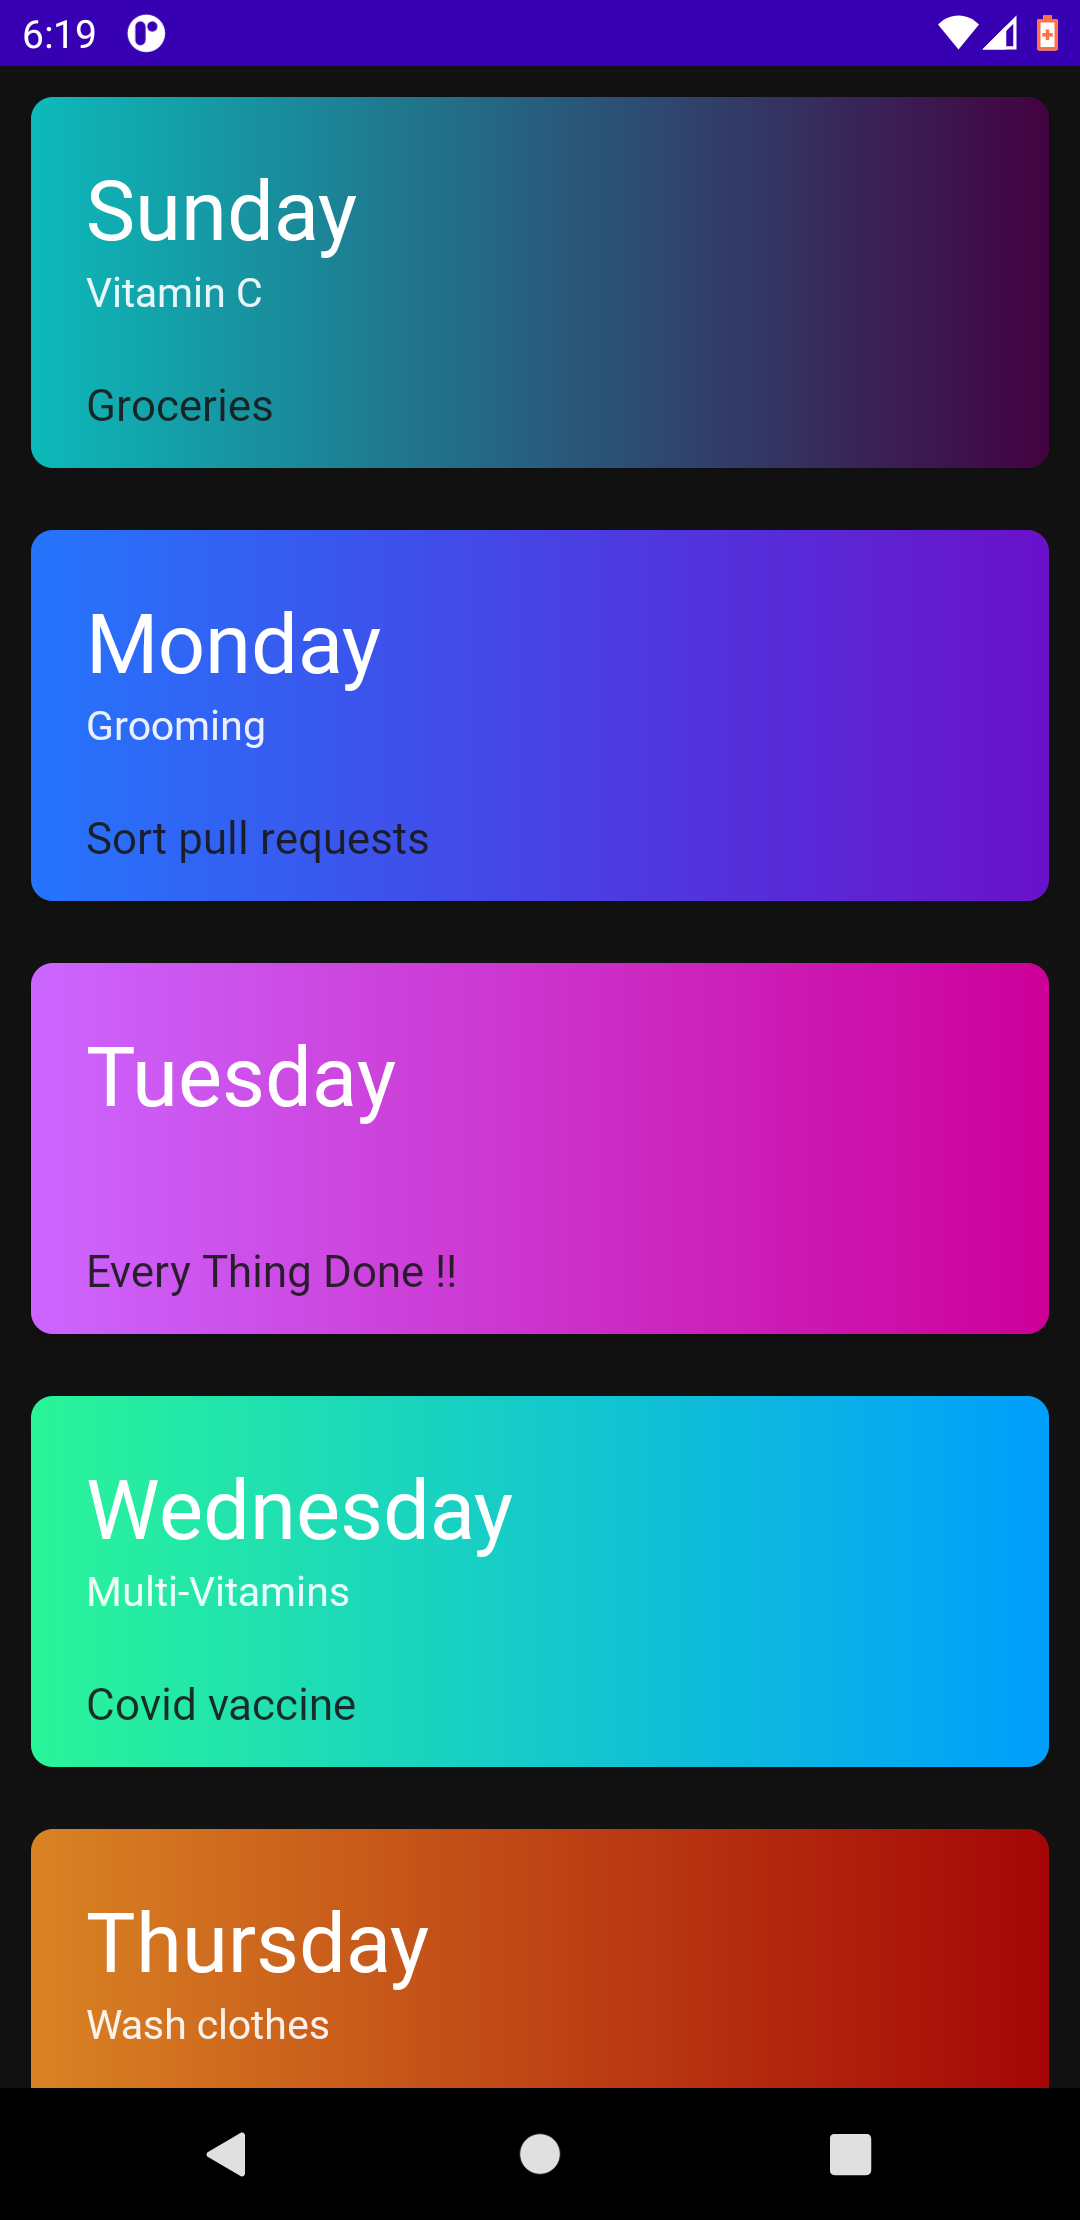 6:19
Sunday
Vitamin C
Groceries
Monday
Grooming
Sort pull requests
Tuesday
Every Thing Done !!
Wednesday
Multi-Vitamins
Covid vaccine
Thursday
Wash clothes